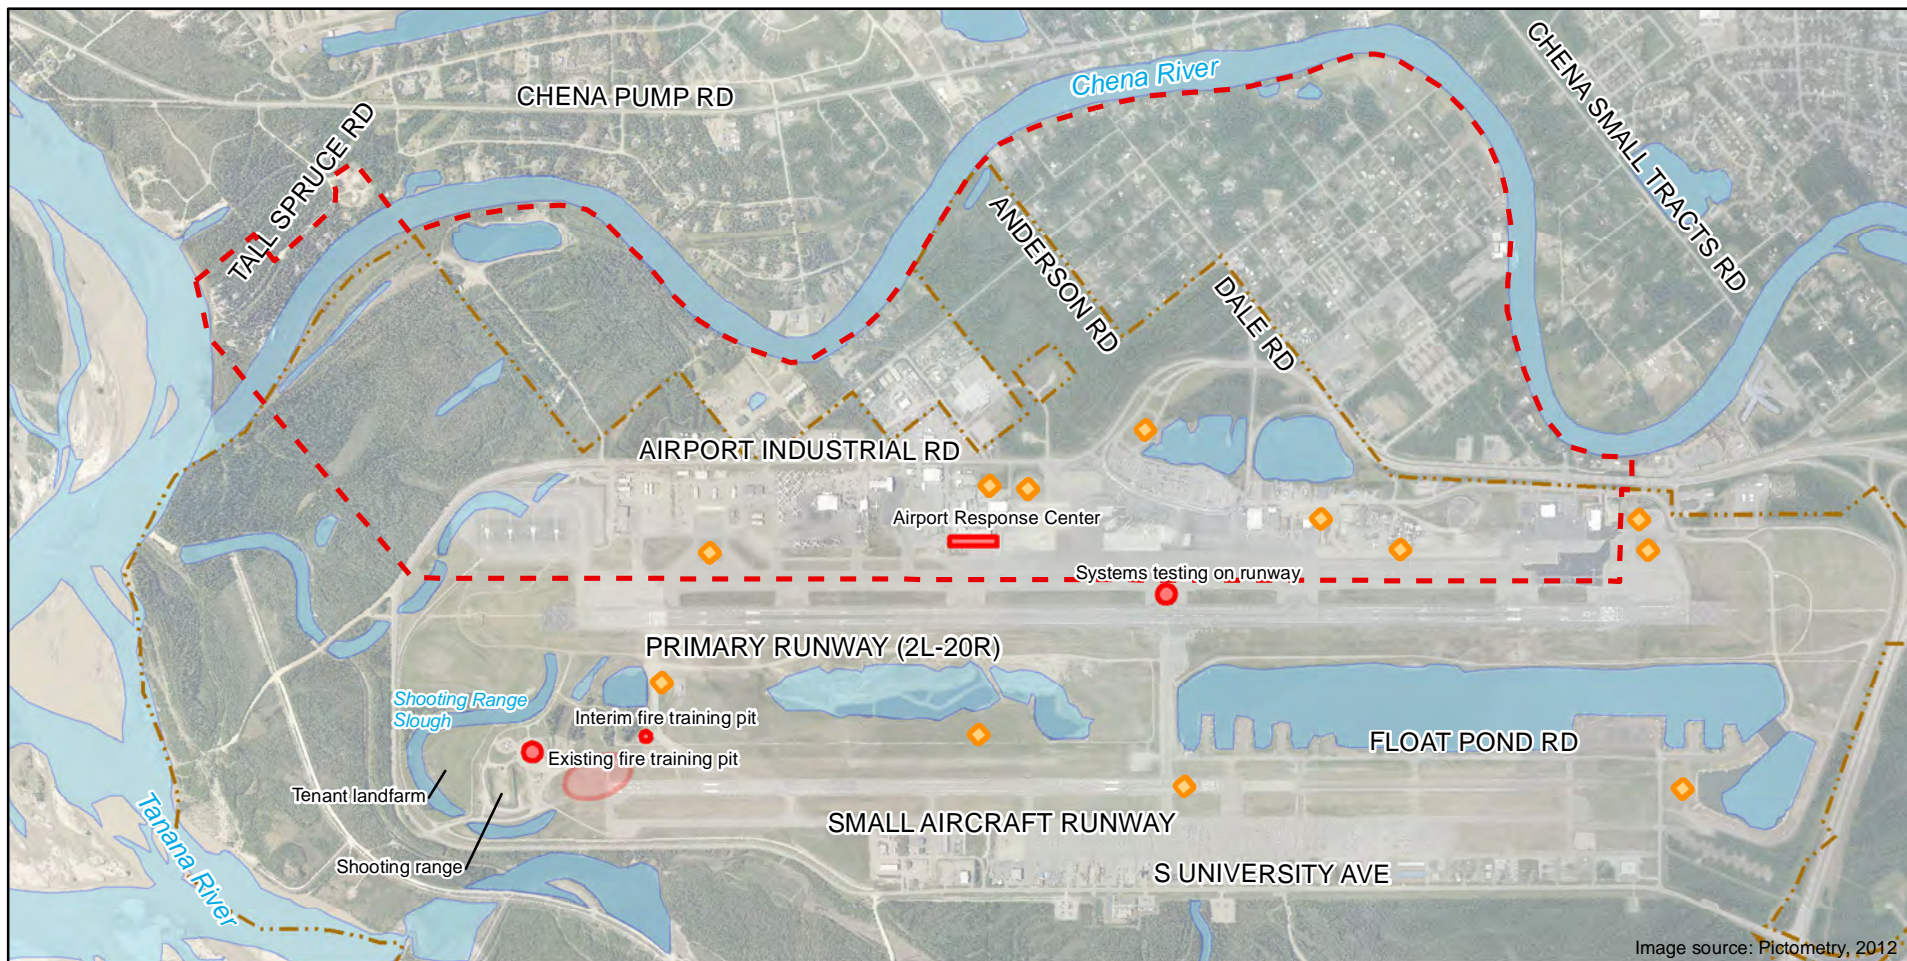 CHENA PUMP RD
Chena River
CHENA SMALL TRACTS RD
TALL SPRUCE RD
ANDERSON RD
DALE RD
AIRPORT INDUSTRIAL RD
Airport Response Center
Systems testing on runway
PRIMARY RUNWAY (2L-20R)
Shooting Range
Slough
Interim fire training pit
Existing fire training pit
FLOAT POND RD
Tenant landfarm
Tanana River
SMALL AIRCRAFT RUNWAY
Shooting range
S UNIVERSITY AVE
Image source: Pictometry, 2012